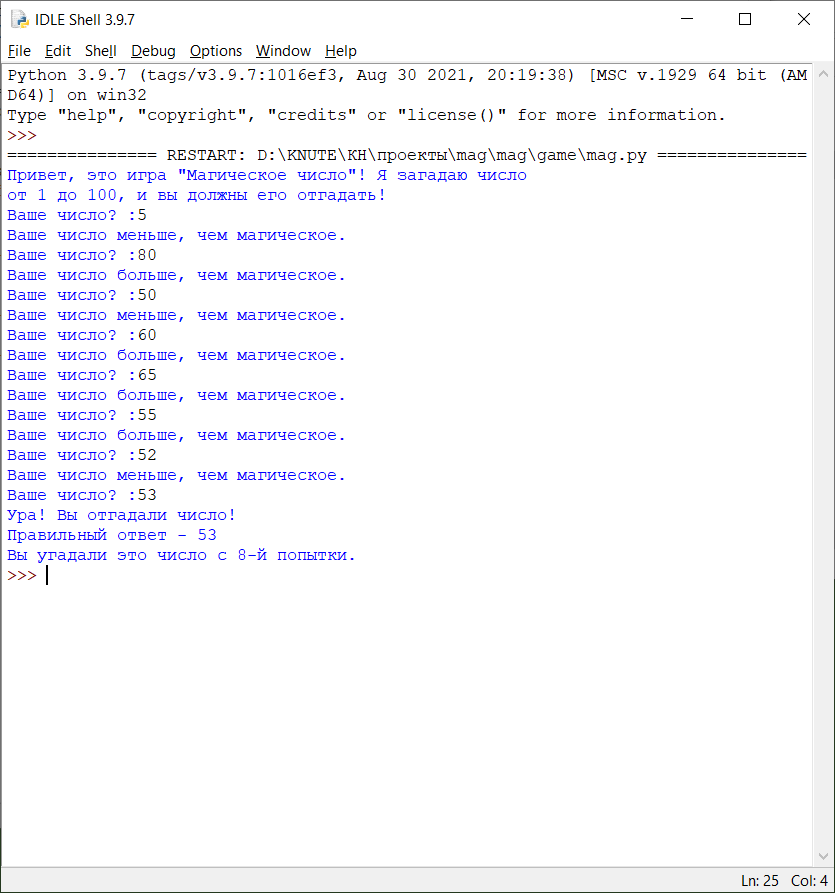 IDLE Shell 3.9.7
File Edit Shell Debug Options Window Help
Python 3.9.7 (tags/v3.9.7:1016ef3, Aug 30 2021, 20:19:38) [MSC v.1929 64 bit (AM
D64)] on win32
Type "help", "copyright", "credits" or "license()" for more information.
>>>
=============== RESTART: D:\KNUTE\КН\проекты\mag\mag\game\mag.py ===============
Привет, это игра "Магическое число"! Я загадаю число
от 1 до 100, и вы должны его отгадать!
Ваше число? :5
Ваше число меньше, чем магическое.
Ваше число? :80
Ваше число больше, чем магическое.
Ваше число? :50
Ваше число меньше, чем магическое.
Ваше число? :60
Ваше число больше, чем магическое.
Ваше число? :65
Ваше число больше, чем магическое.
Ваше число? :55
Ваше число больше, чем магическое.
Ваше число? :52
Ваше число меньше, чем магическое.
Ваше число? :53
Ура! Вы отгадали число!
Правильный ответ - 53
Вы угадали это число с 8-й попытки.
>>>
Ln: 25 Col: 4